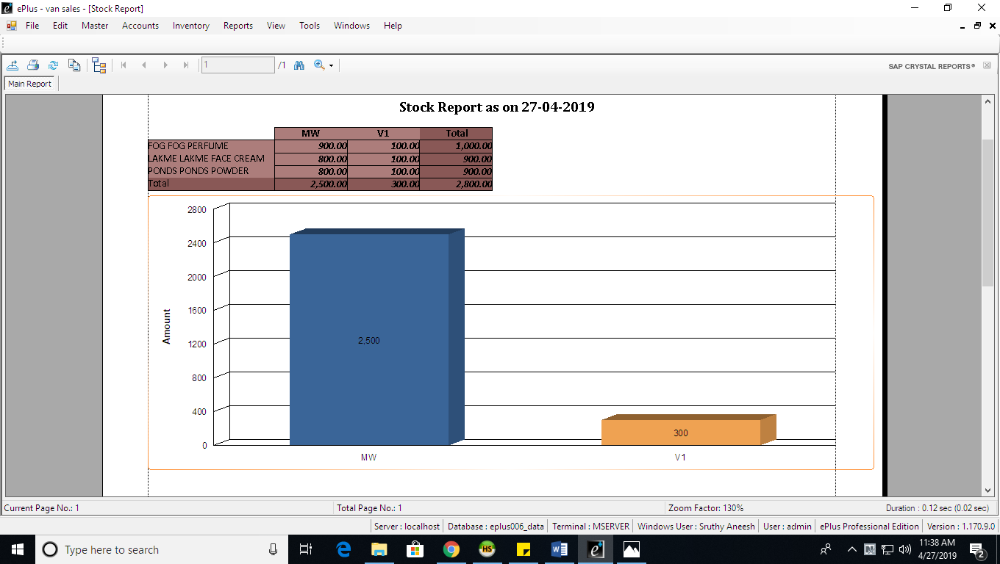 ePlus - van sales - [Stock Report]
File Edit Master Accounts Inventory Reports View Tools Windows Help
1 /1 SAP CRYSTAL REPORTS®
Main Report
Stock Report as on 27-04-2019
MW V1 Total
FOG FOG PERFUME 900.00 100.00 1,000.00
LAKME LAKME FACE CREAM 800.00 100.00 900.00
PONDS PONDS POWDER 800.00 100.00 900.00
Total 2,500.00 300.00 2,800.00
2800
2400
2000
1600
1200
800
400
0
Amount
2,500
300
MW V1
Current Page No.: 1 Total Page No.: 1 Zoom Factor: 130% Duration : 0.12 sec (0.02 sec)
Server : localhost Database : eplus006_data Terminal : MSERVER Windows User : Sruthy Aneesh User : admin ePlus Professional Edition Version : 1.170.9.0
Type here to search
HS
11:38 AM
4/27/2019
2